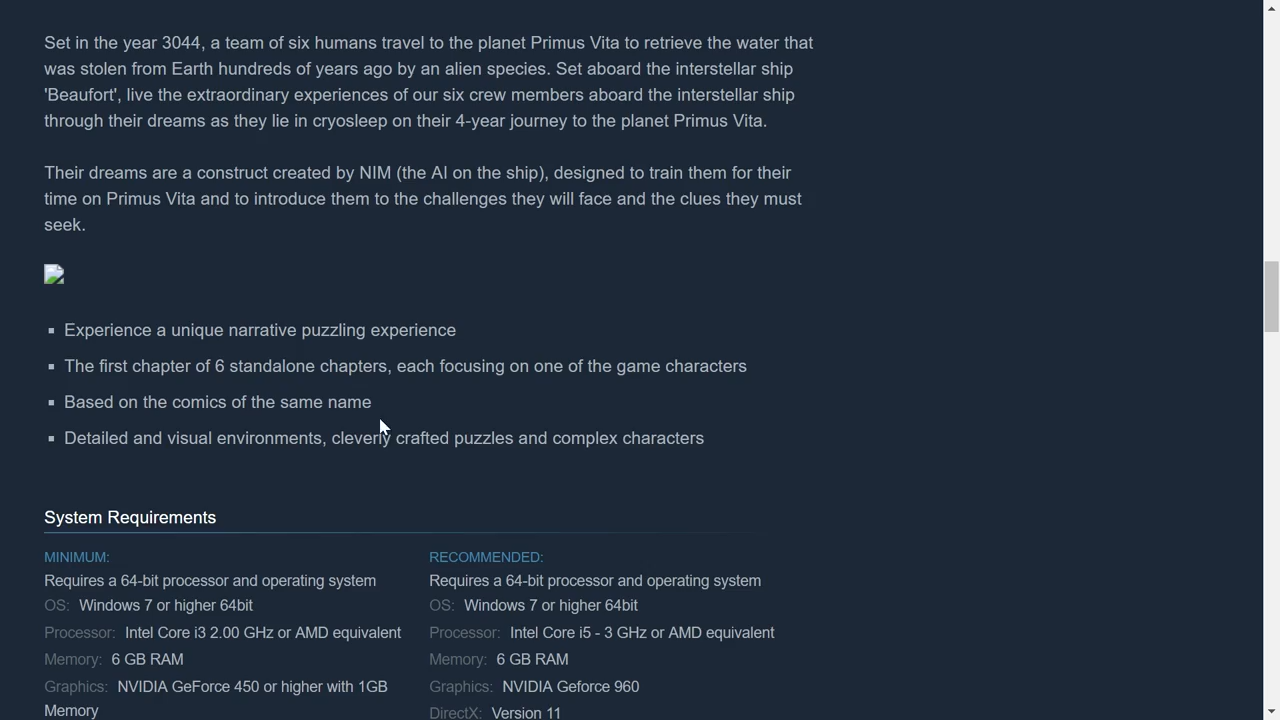 Set in the year 3044, a team of six humans travel to the planet Primus Vita to retrieve the water that
was stolen from Earth hundreds of years ago by an alien species. Set aboard the interstellar ship
'Beaufort', live the extraordinary experiences of our six crew members aboard the interstellar ship
through their dreams as they lie in cryosleep on their 4-year journey to the planet Primus Vita.
Their dreams are a construct created by NIM (the AI on the ship), designed to train them for their
time on Primus Vita and to introduce them to the challenges they will face and the clues they must
seek.
Experience a unique narrative puzzling experience
The first chapter of 6 standalone chapters, each focusing on one of the game characters
Based on the comics of the same name
Detailed and visual environments, cleverly crafted puzzles and complex characters
System Requirements
MINIMUM:
Requires a 64-bit processor and operating system
OS: Windows 7 or higher 64bit
Processor: Intel Core i3 2.00 GHz or AMD equivalent
Memory: 6 GB RAM
Graphics: NVIDIA GeForce 450 or higher with 1GB
Memory
RECOMMENDED:
Requires a 64-bit processor and operating system
OS: Windows 7 or higher 64bit
Processor: Intel Core i5 - 3 GHz or AMD equivalent
Memory: 6 GB RAM
Graphics: NVIDIA Geforce 960
DirectX: Version 11